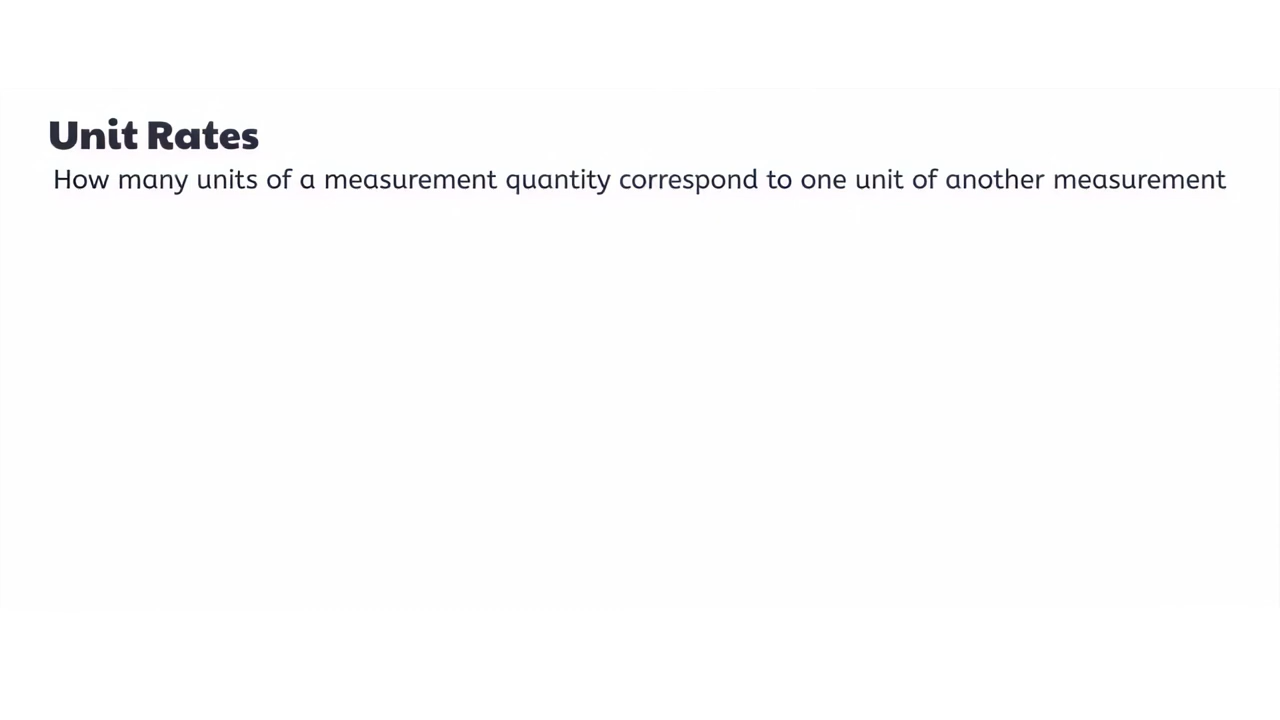 Unit Rates
How many units of a measurement quantity correspond to one unit of another measurement